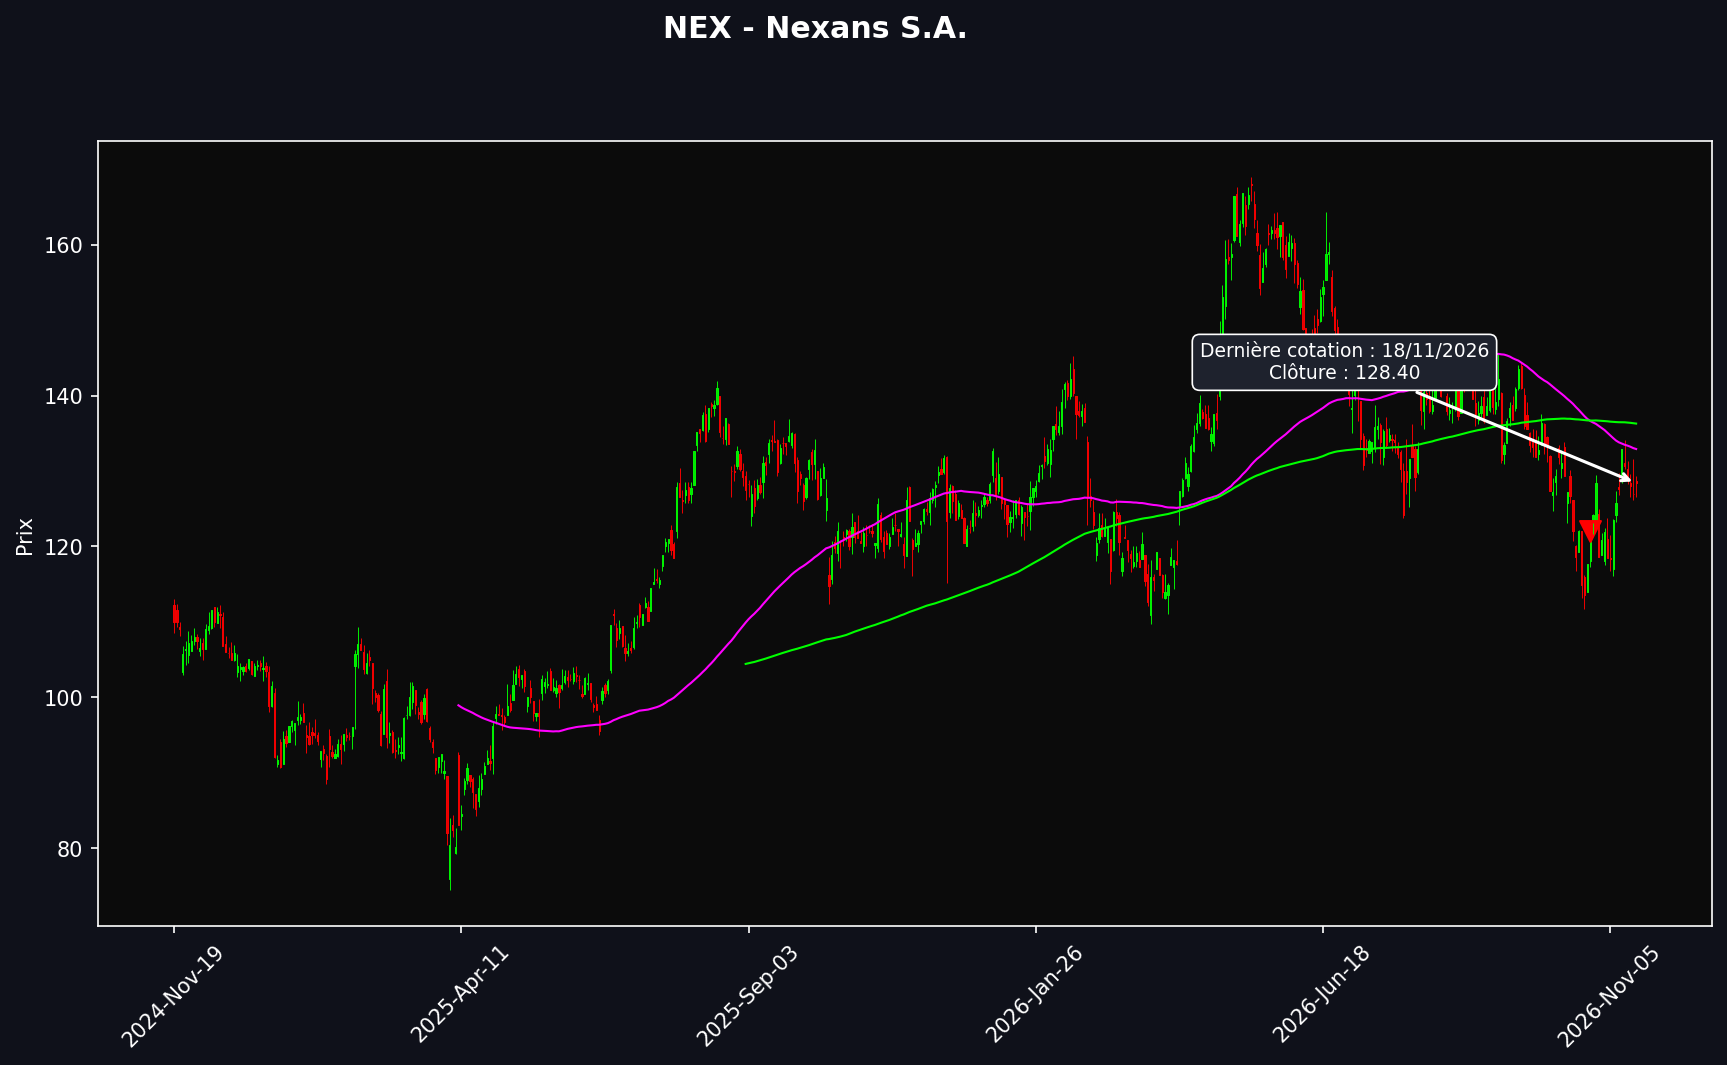 NEX - Nexans S.A.
Prix
160
140
120
100
80
Dernière cotation : 18/11/2026
Clôture : 128.40
2024-Nov-19
2025-Apr-11
2025-Sep-03
2026-Jan-26
2026-Jun-18
2026-Nov-05